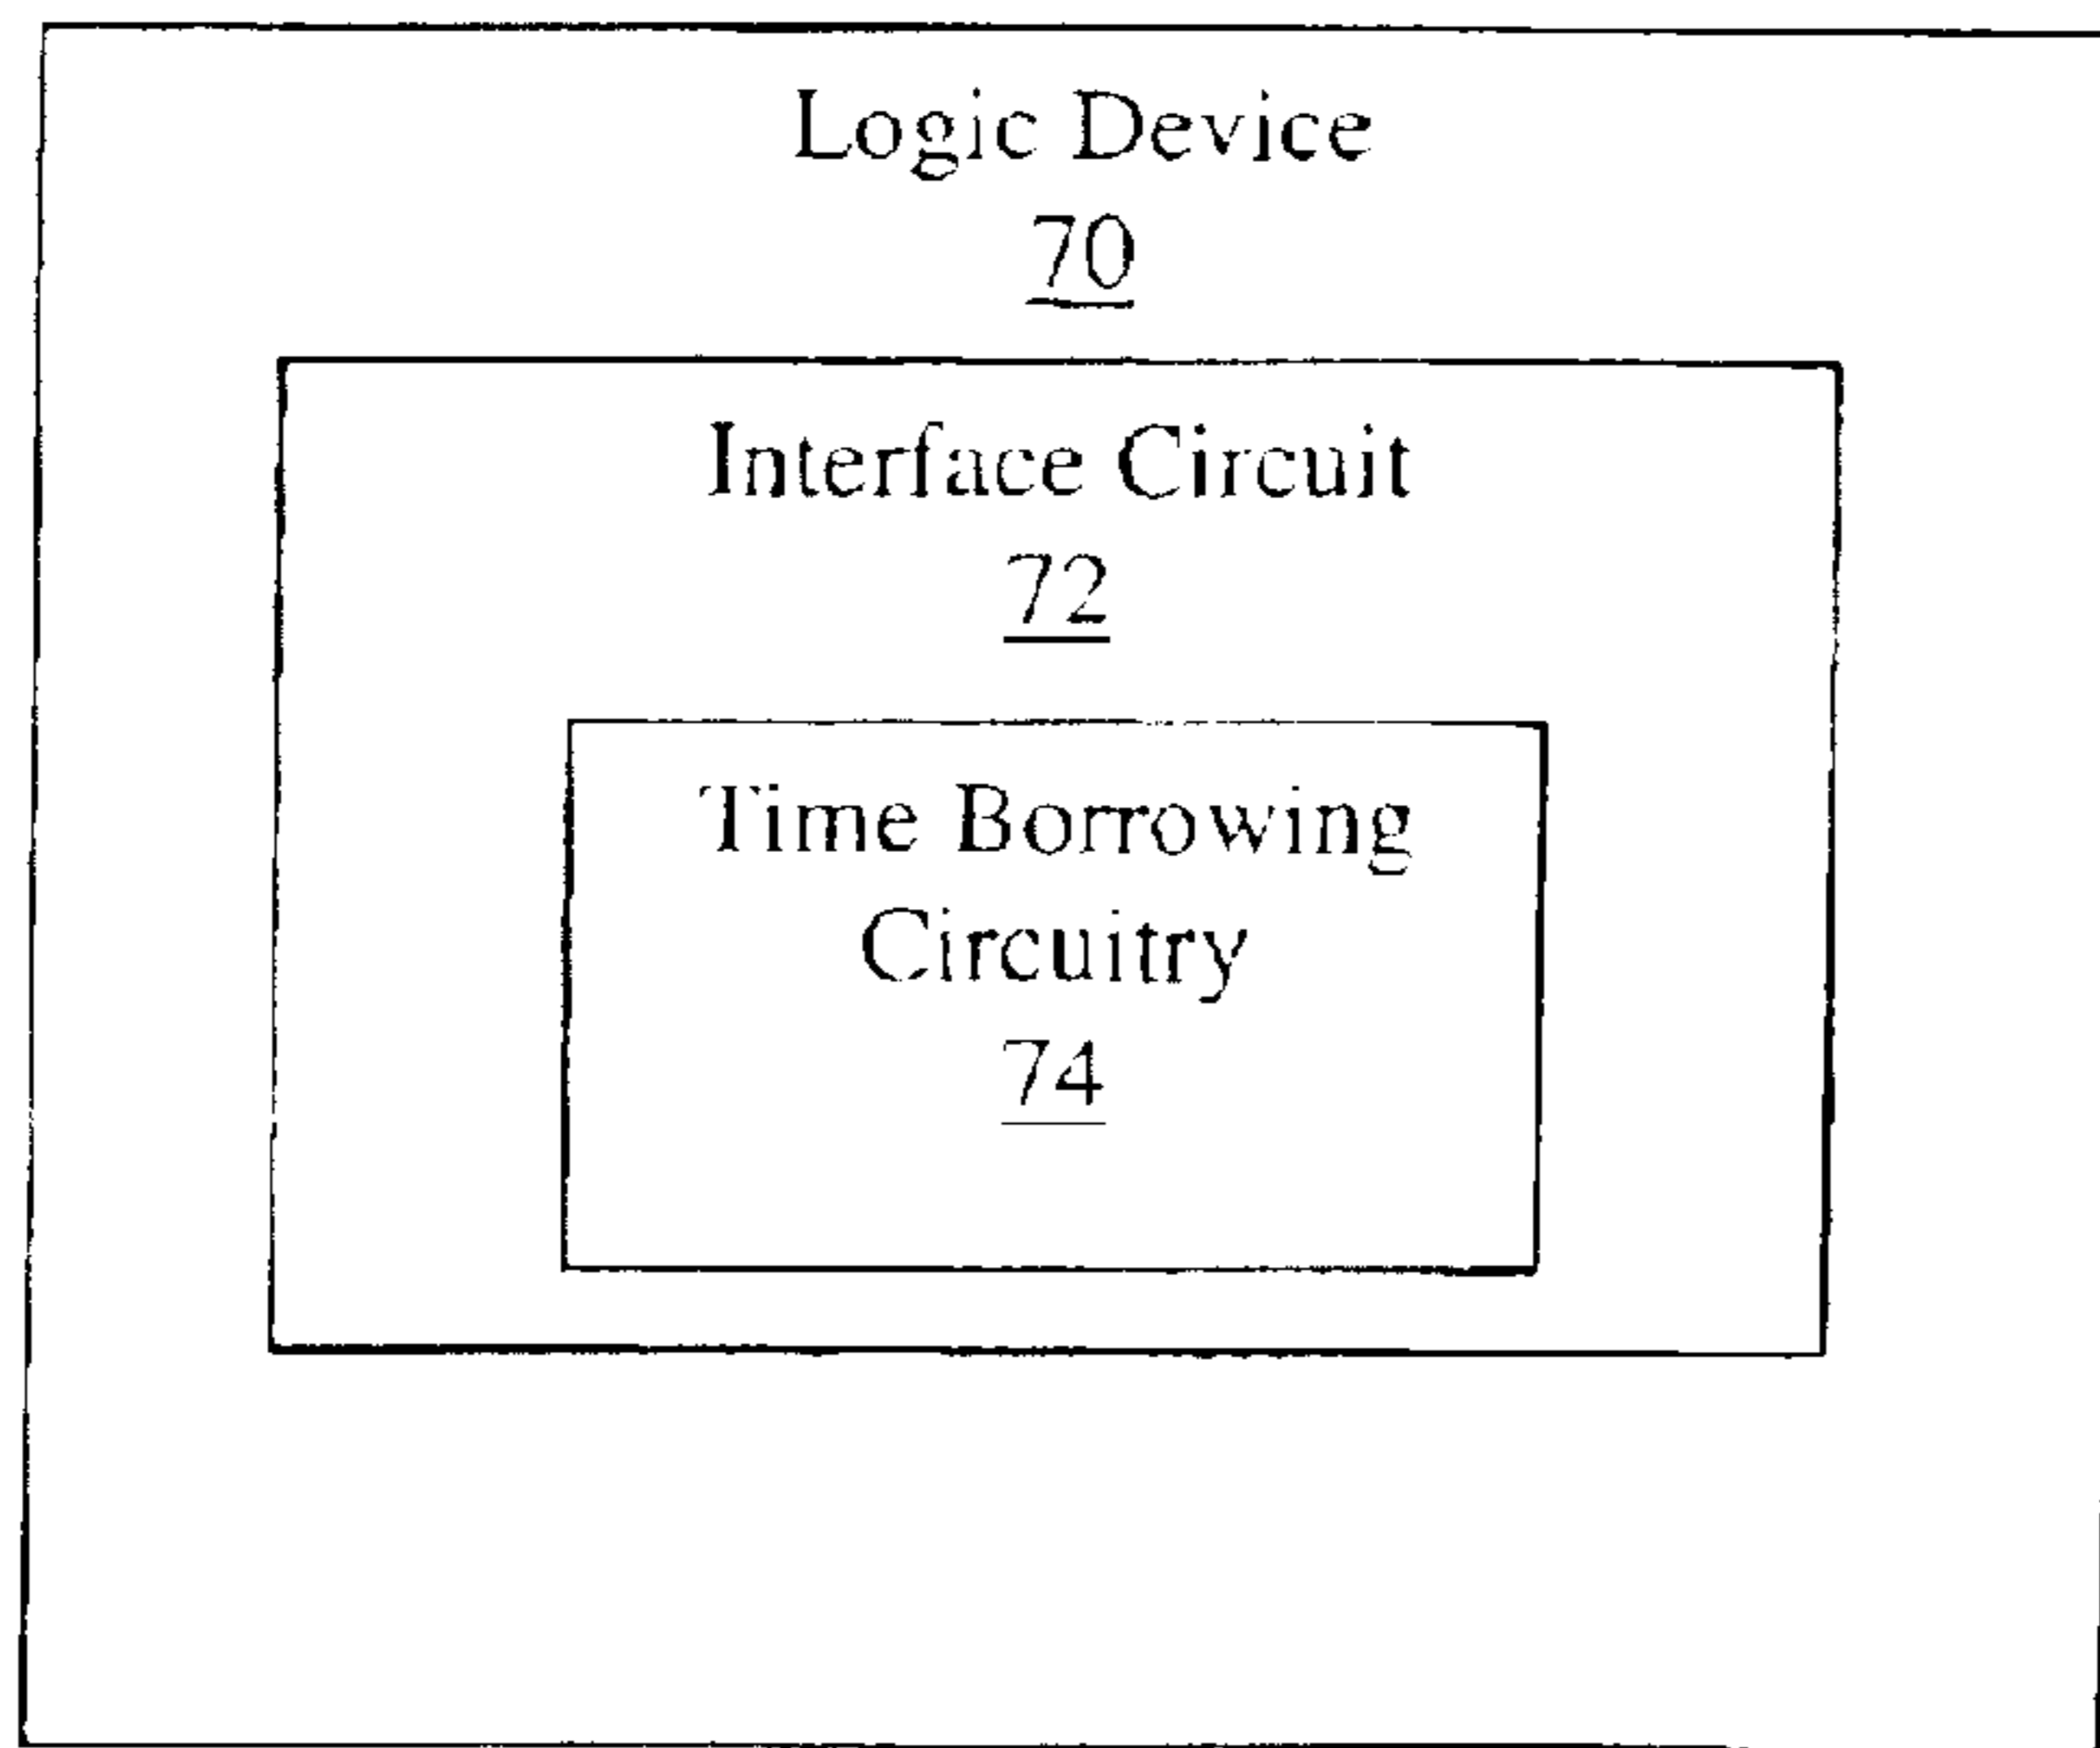 Logic Device
70
Interface Circuit
72
Time Borrowing
Circuitry
74